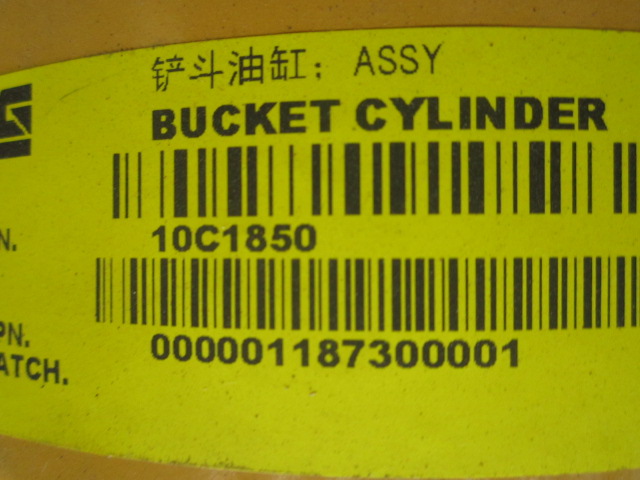 铲斗油缸; ASSY
BUCKET CYLINDER
N.
10C1850
PN.
000001187300001
ATCH.